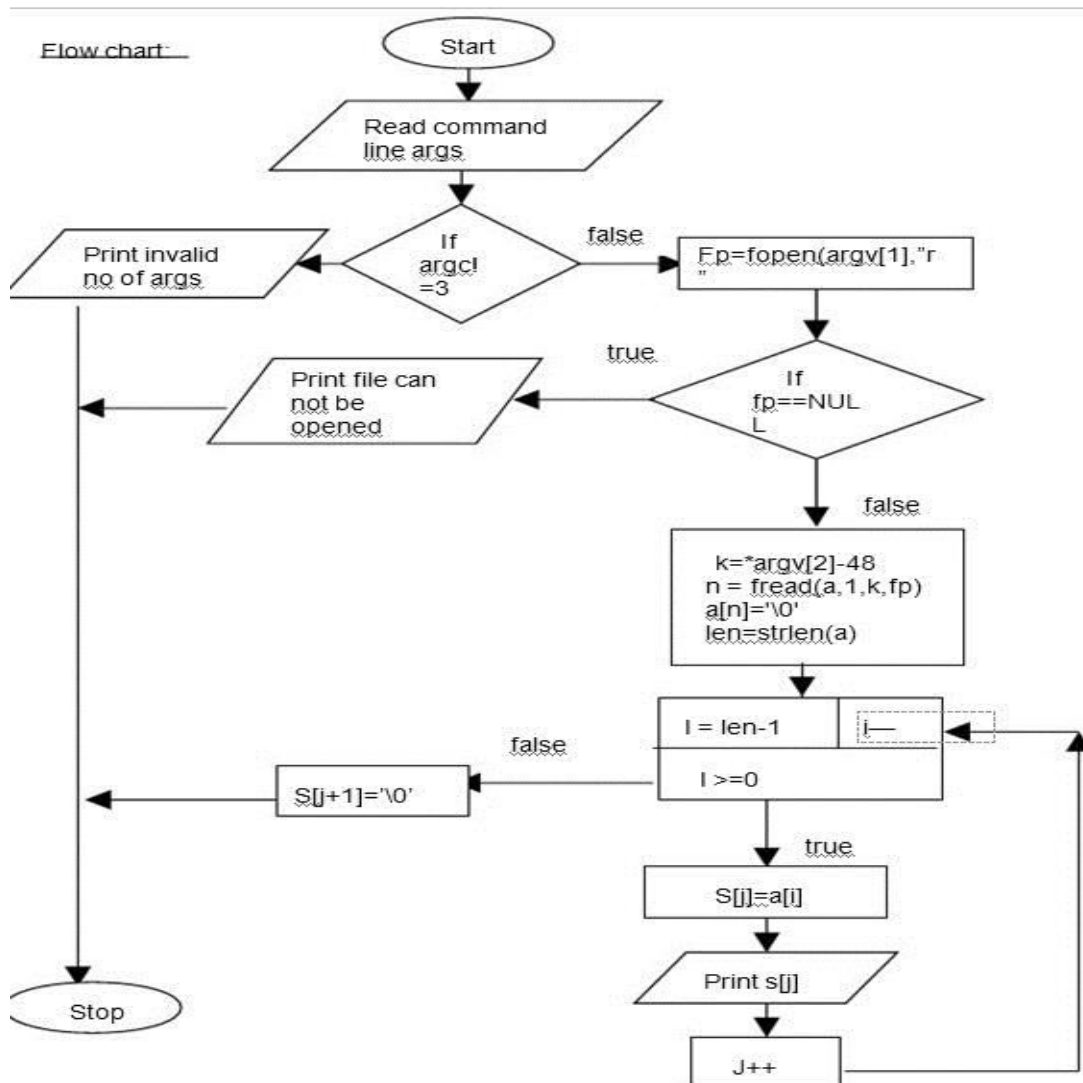 Flow chart:
Start
Read command
line args
If
argc!
=3
false
Print invalid
no of args
Fp=fopen(argv[1],"r
"
true
If
fp==NUL
L
Print file can
not be
opened
false
k=*argv[2]-48
n = fread(a,1,k,fp)
a[n]='\0'
len=strlen(a)
I = len-1
i—
I >=0
false
S[j+1]='\0'
true
S[j]=a[i]
Print s[j]
J++
Stop